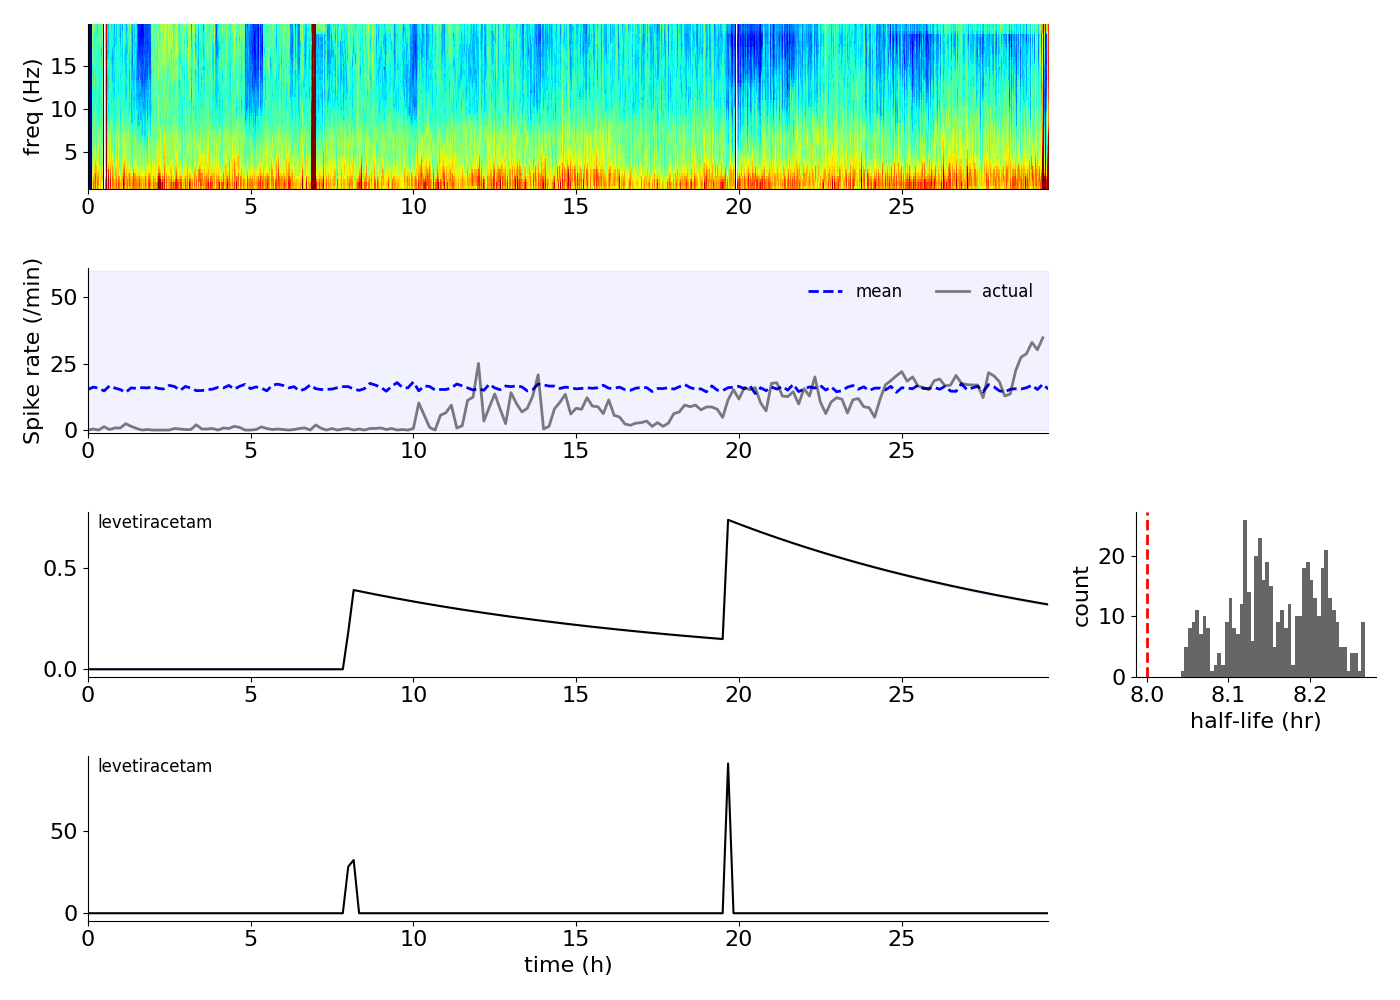 freq (Hz)
15
10
5
0 5 10 15 20 25
Spike rate (/min)
50
25
0
mean actual
0 5 10 15 20 25
levetiracetam
0.5
0.0
0 5 10 15 20 25
count
20
10
0
8.0 8.1 8.2
half-life (hr)
levetiracetam
50
0
0 5 10 15 20 25
time (h)